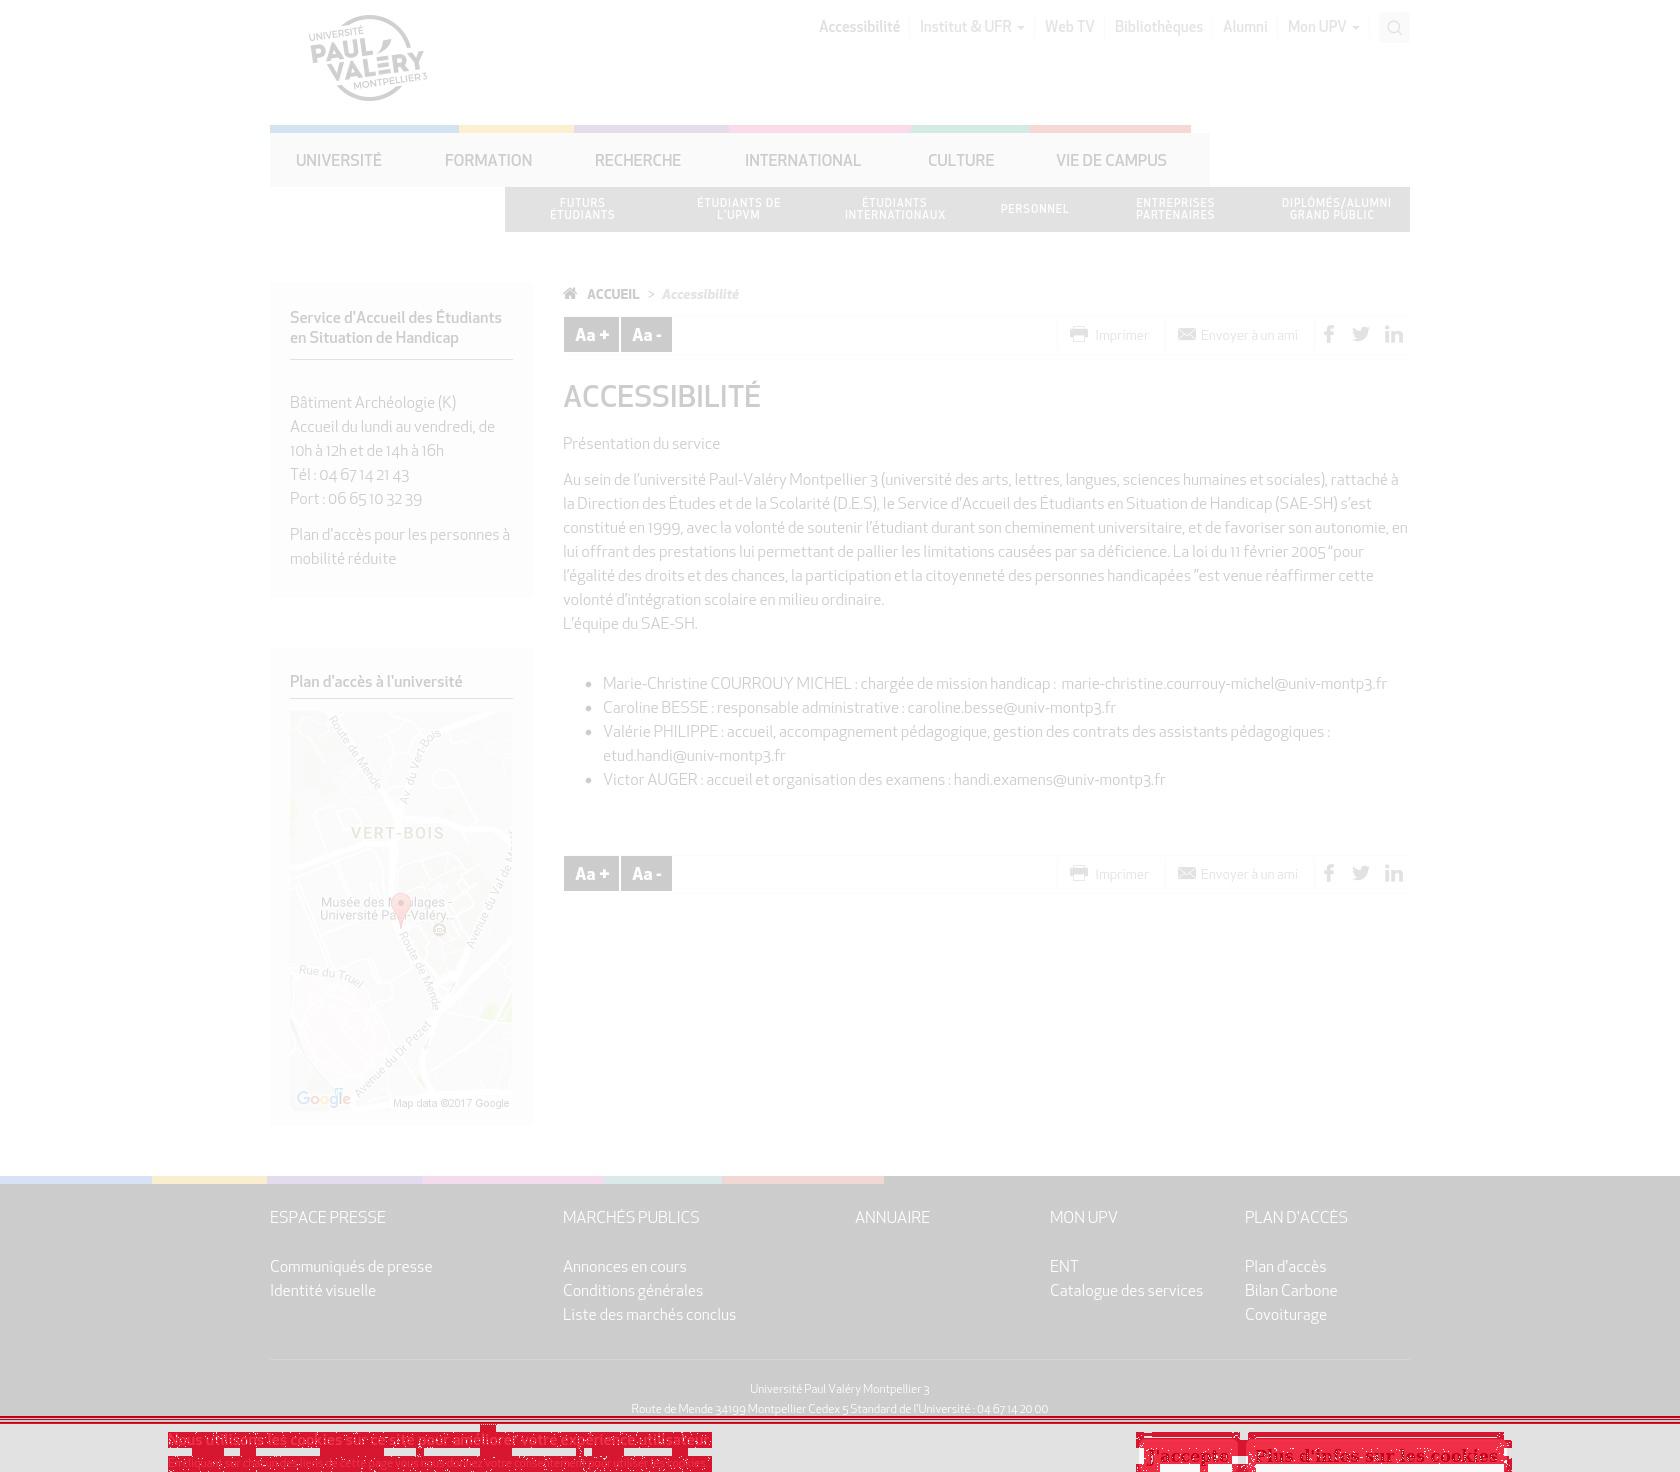 UNIVERSITÉ
PAUL
VALÉRY
MONTPELLIER 3
Accessibilité
Institut & UFR
Web TV
Bibliothèques
Alumni
Mon UPV
UNIVERSITÉ
FORMATION
RECHERCHE
INTERNATIONAL
CULTURE
VIE DE CAMPUS
FUTURS
ÉTUDIANTS
ÉTUDIANTS DE
L'UPVM
ÉTUDIANTS
INTERNATIONAUX
PERSONNEL
ENTREPRISES
PARTENAIRES
DIPLÔMÉS/ALUMNI
GRAND PUBLIC
Service d'Accueil des Étudiants
en Situation de Handicap
Bâtiment Archéologie (K)
Accueil du lundi au vendredi, de
10h à 12h et de 14h à 16h
Tél : 04 67 14 21 43
Port : 06 65 10 32 39
Plan d'accès pour les personnes à
mobilité réduite
Plan d'accès à l'université
Route de Mende
Av. du Vert-Bois
VERT-BOIS
Musée des Moulages -
Université Paul-Valéry...
Avenue du Val de Mont
Route de Mende
Rue du Truel
Avenue du Dr Pezet
Google
Map data ©2017 Google
ACCUEIL > Accessibilité
Aa + Aa -
Imprimer
Envoyer à un ami
ACCESSIBILITÉ
Présentation du service
Au sein de l'université Paul-Valéry Montpellier 3 (université des arts, lettres, langues, sciences humaines et sociales), rattaché à
la Direction des Études et de la Scolarité (D.E.S), le Service d'Accueil des Étudiants en Situation de Handicap (SAE-SH) s'est
constitué en 1999, avec la volonté de soutenir l'étudiant durant son cheminement universitaire, et de favoriser son autonomie, en
lui offrant des prestations lui permettant de pallier les limitations causées par sa déficience. La loi du 11 février 2005 "pour
l'égalité des droits et des chances, la participation et la citoyenneté des personnes handicapées "est venue réaffirmer cette
volonté d'intégration scolaire en milieu ordinaire.
L'équipe du SAE-SH.
• Marie-Christine COURROUY MICHEL : chargée de mission handicap : marie-christine.courrouy-michel@univ-montp3.fr
• Caroline BESSE : responsable administrative : caroline.besse@univ-montp3.fr
• Valérie PHILIPPE : accueil, accompagnement pédagogique, gestion des contrats des assistants pédagogiques :
etud.handi@univ-montp3.fr
• Victor AUGER : accueil et organisation des examens : handi.examens@univ-montp3.fr
Aa + Aa -
Imprimer
Envoyer à un ami
ESPACE PRESSE
Communiqués de presse
Identité visuelle
MARCHÉS PUBLICS
Annonces en cours
Conditions générales
Liste des marchés conclus
ANNUAIRE
MON UPV
ENT
Catalogue des services
PLAN D'ACCÈS
Plan d'accès
Bilan Carbone
Covoiturage
Université Paul Valéry Montpellier 3
Route de Mende 34199 Montpellier Cedex 5 Standard de l'Université : 04 67 14 20 00
Nous utilisons les cookies sur ce site pour améliorer votre expérience utilisateur.
J'accepte
Plus d'infos sur les cookies